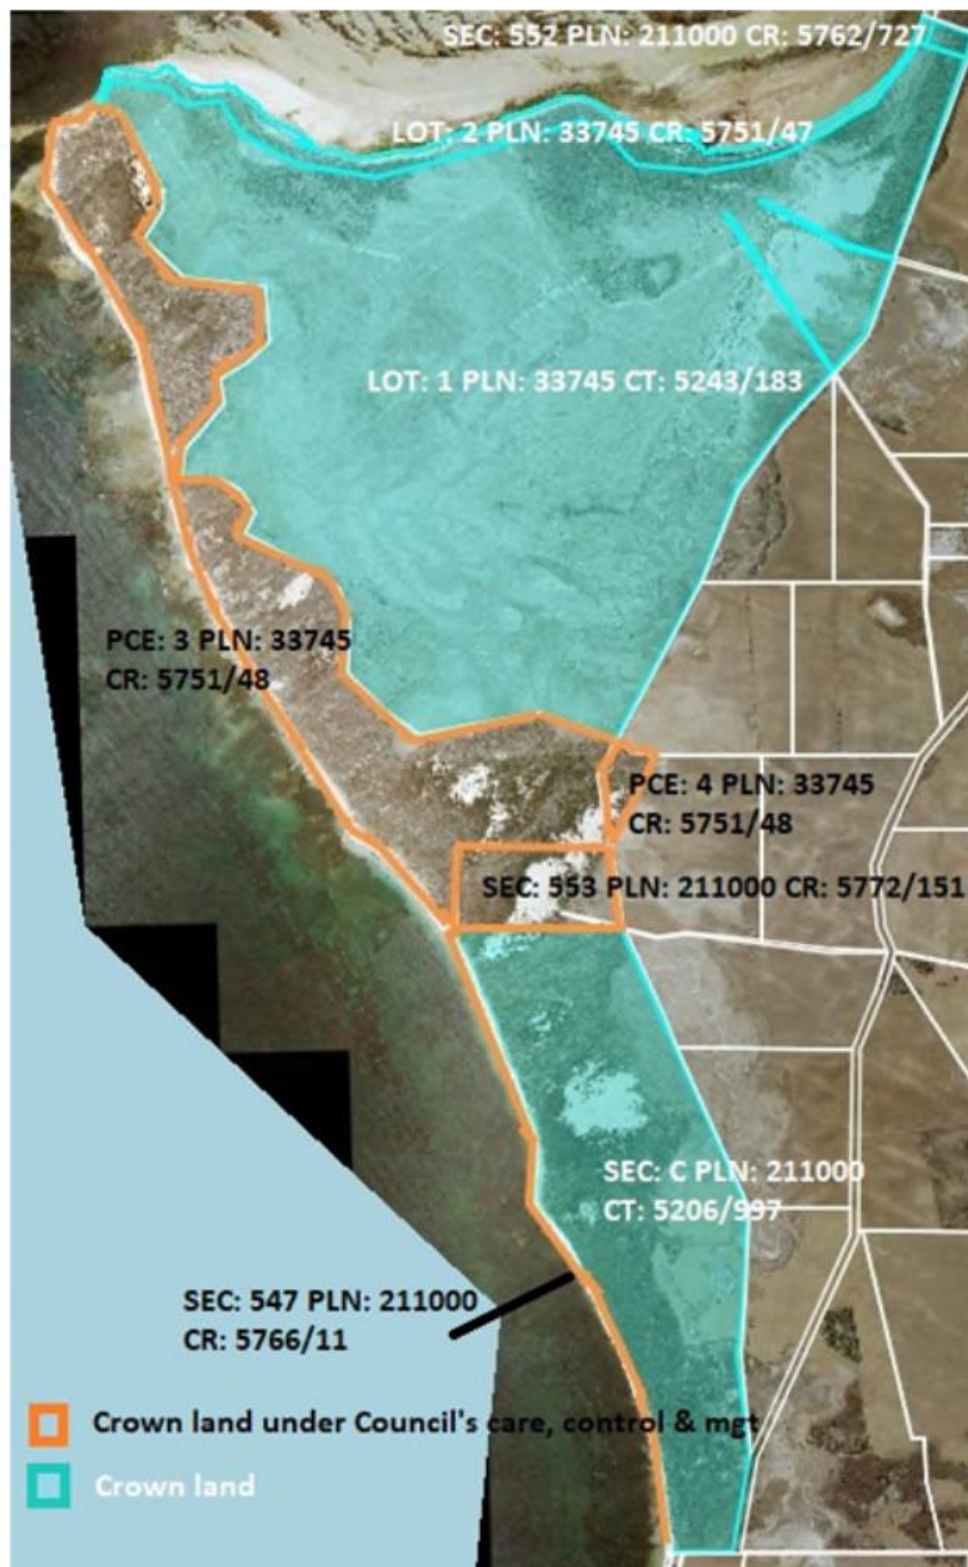 SEC: 552 PLN: 211000 CR: 5762/727
LOT: 2 PLN: 33745 CR: 5751/47
LOT: 1 PLN: 33745 CT: 5243/183
PCE: 3 PLN: 33745
CR: 5751/48
PCE: 4 PLN: 33745
CR: 5751/48
SEC: 553 PLN: 211000 CR: 5772/151
SEC: C PLN: 211000
CT: 5206/997
SEC: 547 PLN: 211000
CR: 5766/11
Crown land under Council's care, control & mgt
Crown land